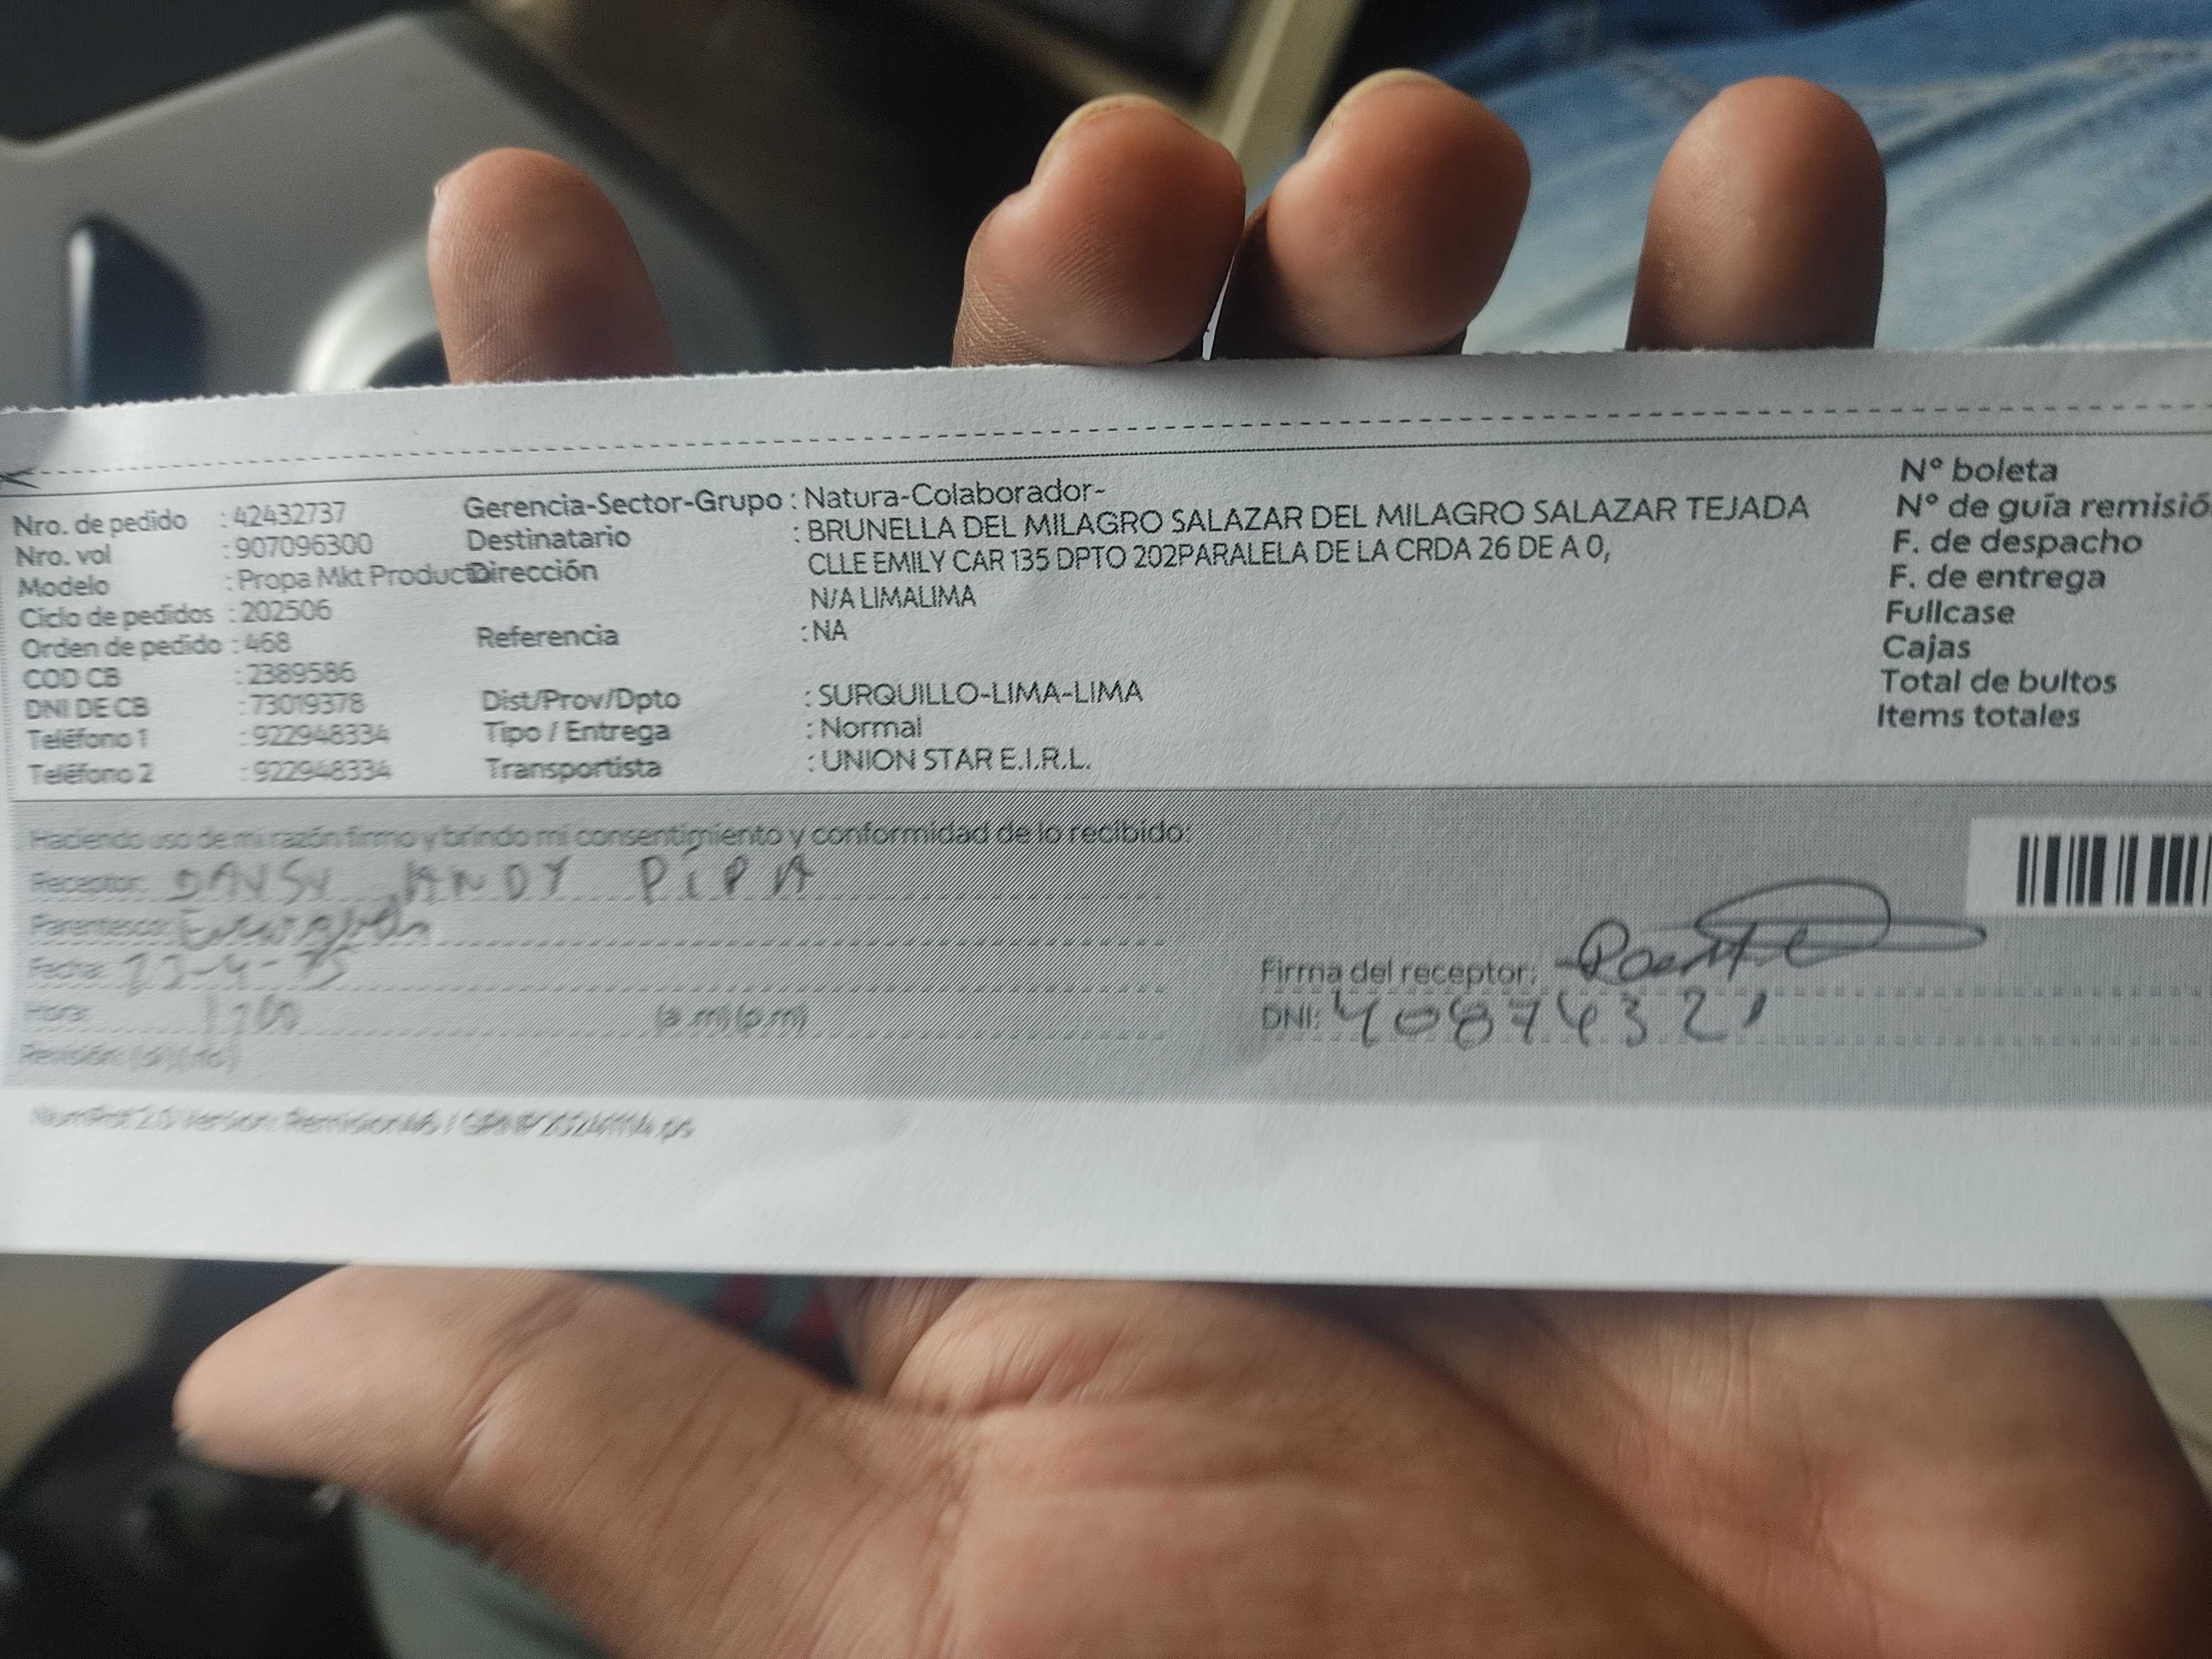 Nro. de pedido : 42432737
Nro. vol : 907096300
Modelo : Propa Mkt Product
Ciclo de pedidos : 202506
Orden de pedido : 468
COD CB : 2389586
DNI DE CB : 73019378
Teléfono 1 : 922948334
Teléfono 2 : 922948334
Gerencia-Sector-Grupo : Natura-Colaborador-
Destinatario : BRUNELLA DEL MILAGRO SALAZAR DEL MILAGRO SALAZAR TEJADA
Dirección CLLE EMILY CAR 135 DPTO 202PARALELA DE LA CRDA 26 DE A 0,
N/A LIMALIMA
Referencia : NA
Dist/Prov/Dpto : SURQUILLO-LIMA-LIMA
Tipo / Entrega : Normal
Transportista : UNION STAR E.I.R.L.
Nº boleta
Nº de guía remisió
F. de despacho
F. de entrega
Fullcase
Cajas
Total de bultos
Items totales
Haciendo uso de mi razón firmo y brindo mi consentimiento y conformidad de lo recibido:
Receptor: ANDY PIPA
Parentesco:
Fecha:
Hora: (a.m)(p.m)
Revisión: (si)(no)
Firma del receptor:
DNI: 40874321